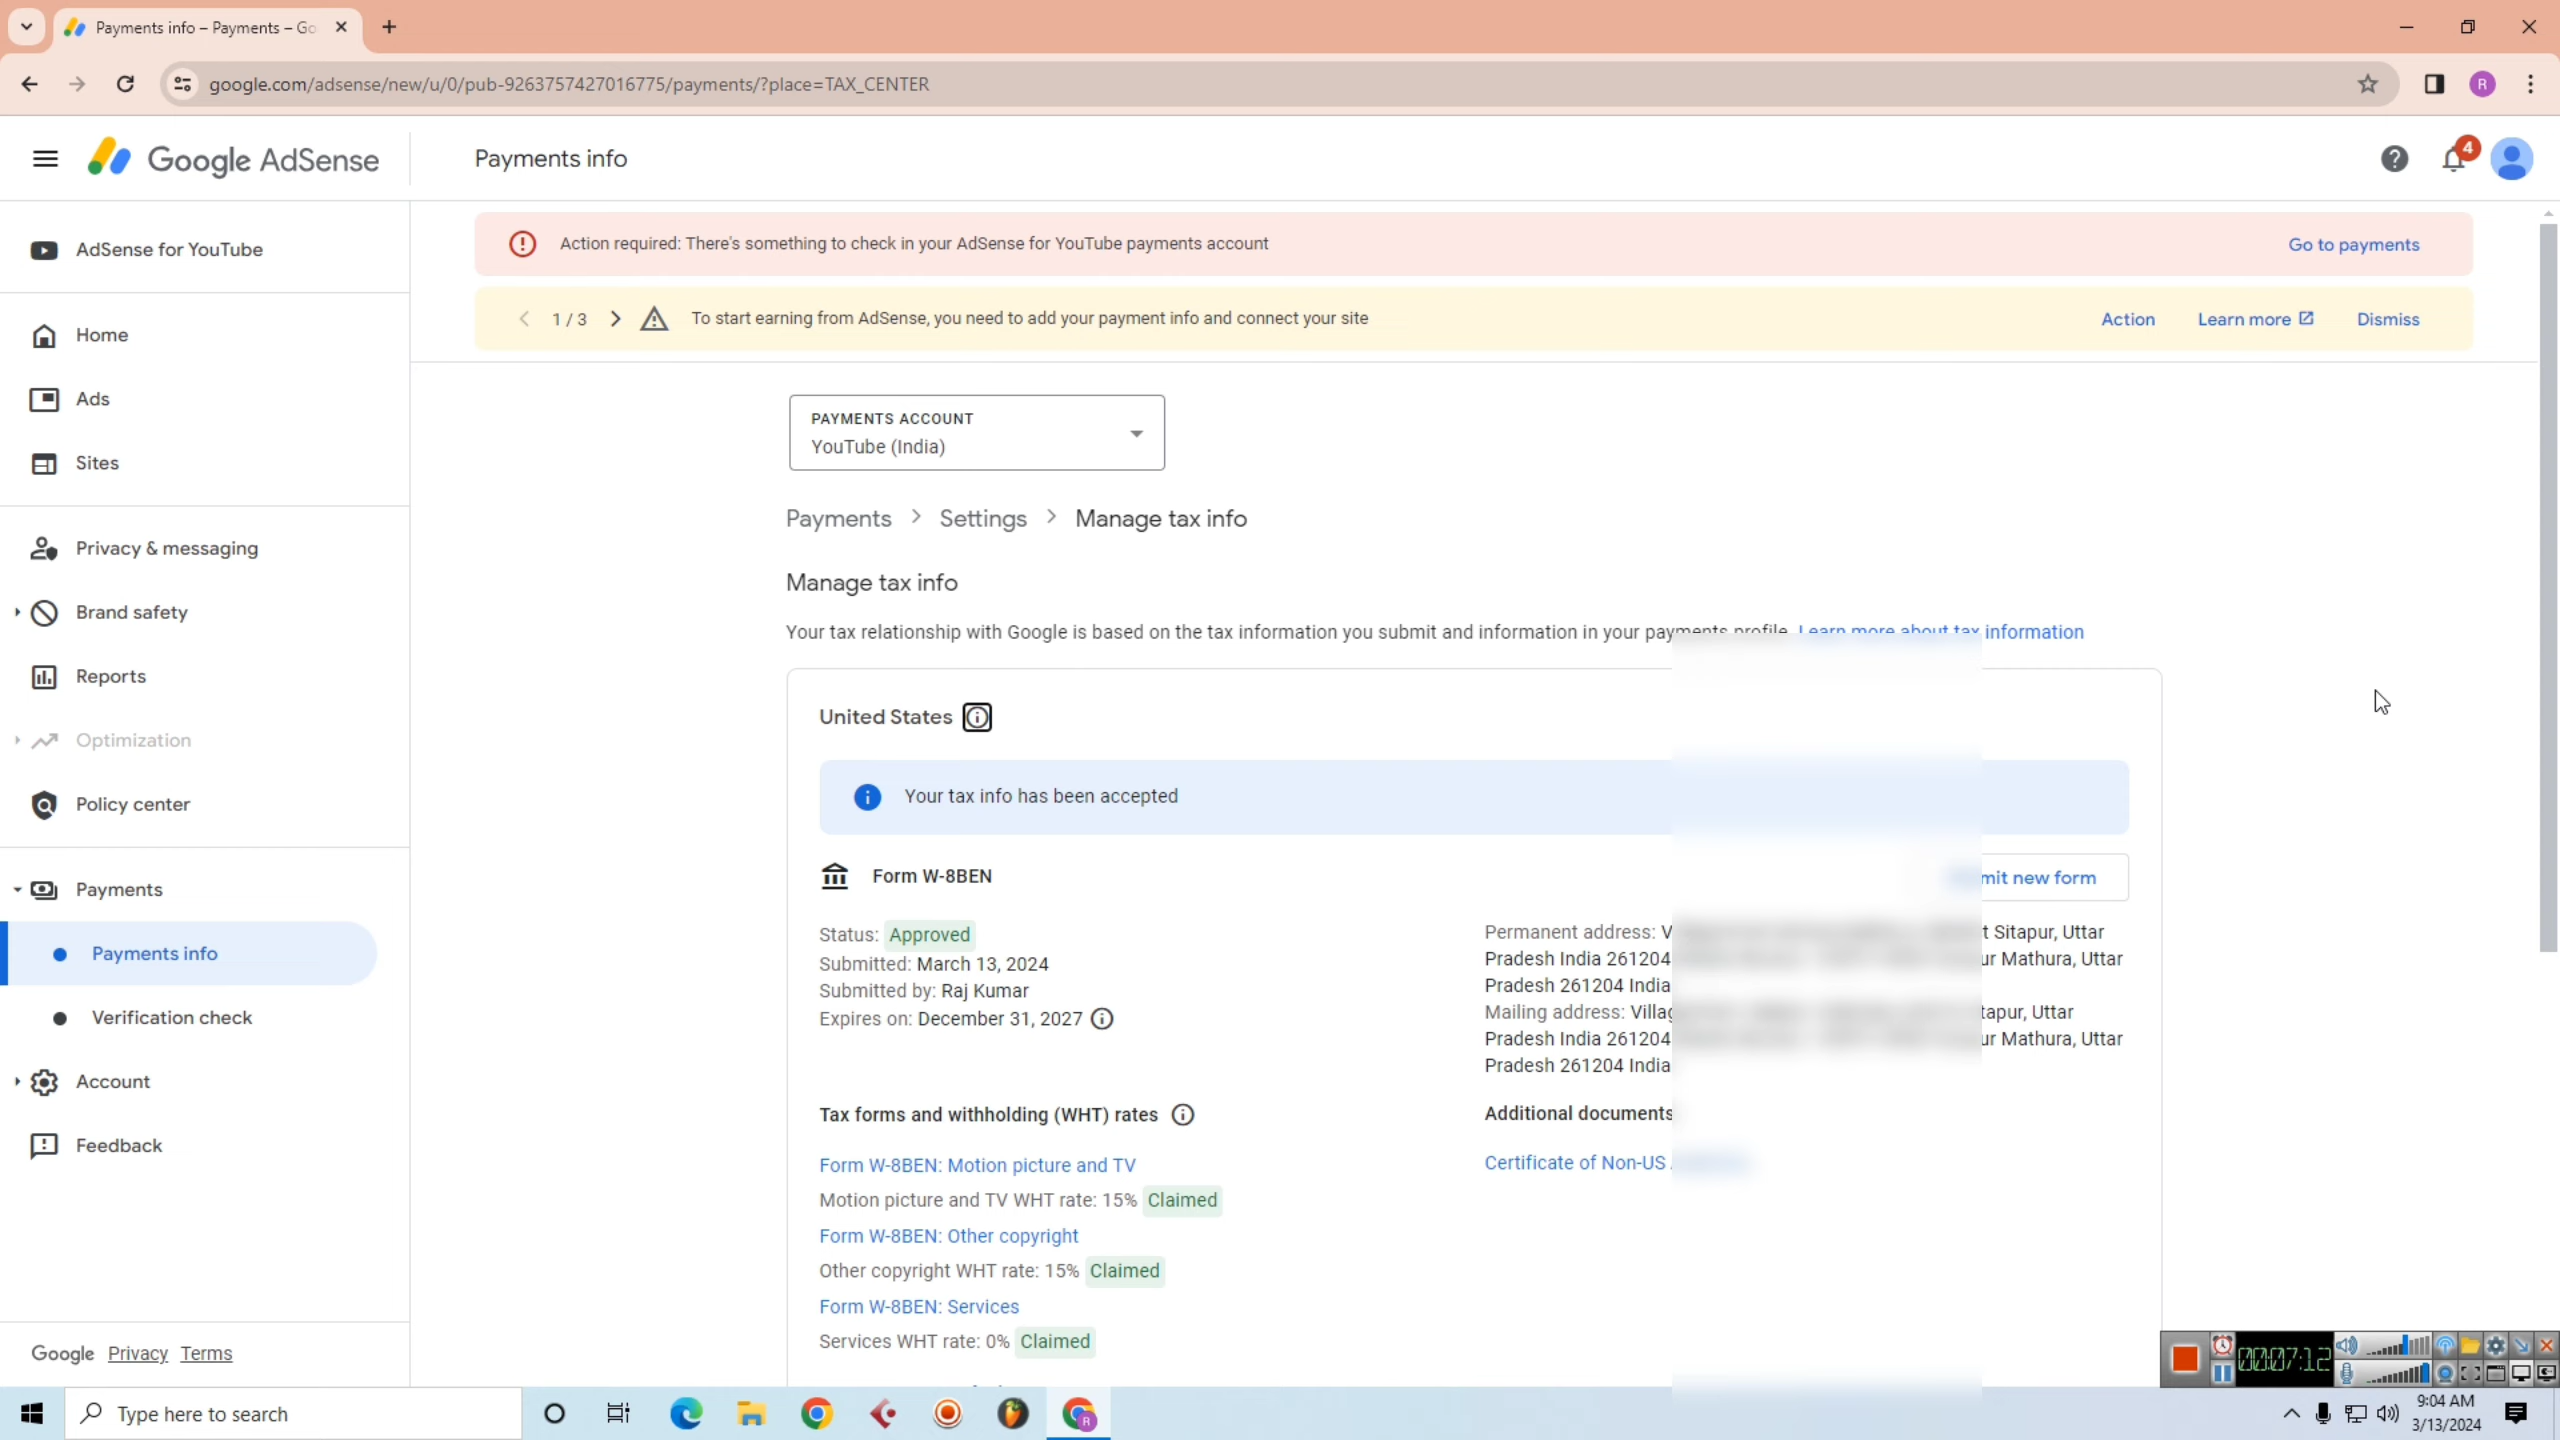 Payments info – Payments – Go
google.com/adsense/new/u/0/pub-9263757427016775/payments/?place=TAX_CENTER
R
Google AdSense
Payments info
4
AdSense for YouTube
Home
Ads
Sites
Privacy & messaging
Brand safety
Reports
Optimization
Policy center
Payments
Payments info
Verification check
Account
Feedback
Google Privacy Terms
Action required: There's something to check in your AdSense for YouTube payments account
Go to payments
1 / 3
To start earning from AdSense, you need to add your payment info and connect your site
Action
Learn more
Dismiss
PAYMENTS ACCOUNT
YouTube (India)
Payments > Settings > Manage tax info
Manage tax info
Your tax relationship with Google is based on the tax information you submit and information in your payments profile. Learn more about tax information
United States
Your tax info has been accepted
Form W-8BEN
mit new form
Status: Approved
Submitted: March 13, 2024
Submitted by: Raj Kumar
Expires on: December 31, 2027
Permanent address: V t Sitapur, Uttar
Pradesh India 261204 ur Mathura, Uttar
Pradesh 261204 India
Mailing address: Villag tapur, Uttar
Pradesh India 261204 ur Mathura, Uttar
Pradesh 261204 India
Tax forms and withholding (WHT) rates
Form W-8BEN: Motion picture and TV
Motion picture and TV WHT rate: 15% Claimed
Form W-8BEN: Other copyright
Other copyright WHT rate: 15% Claimed
Form W-8BEN: Services
Services WHT rate: 0% Claimed
Additional documents
Certificate of Non-US
00:07:12
Type here to search
R
9:04 AM
3/13/2024